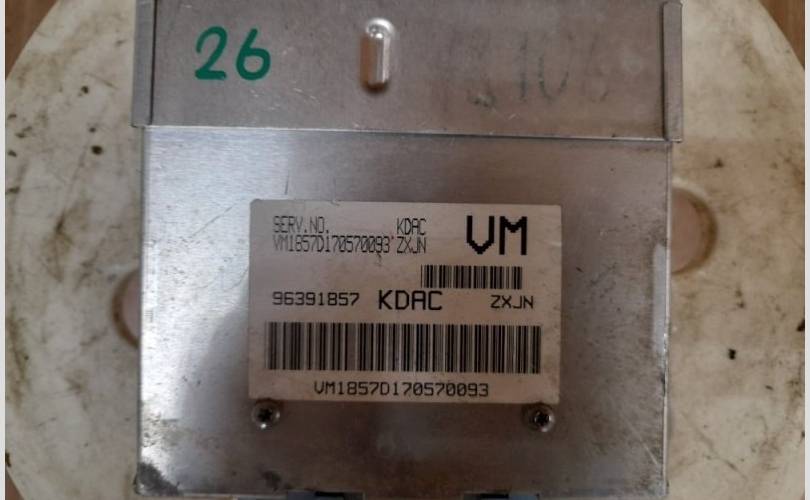 26
SERV.NO. KDAC
VM1857D170570093 ZXJN
VM
96391857 KDAC ZXJN
VM1857D170570093